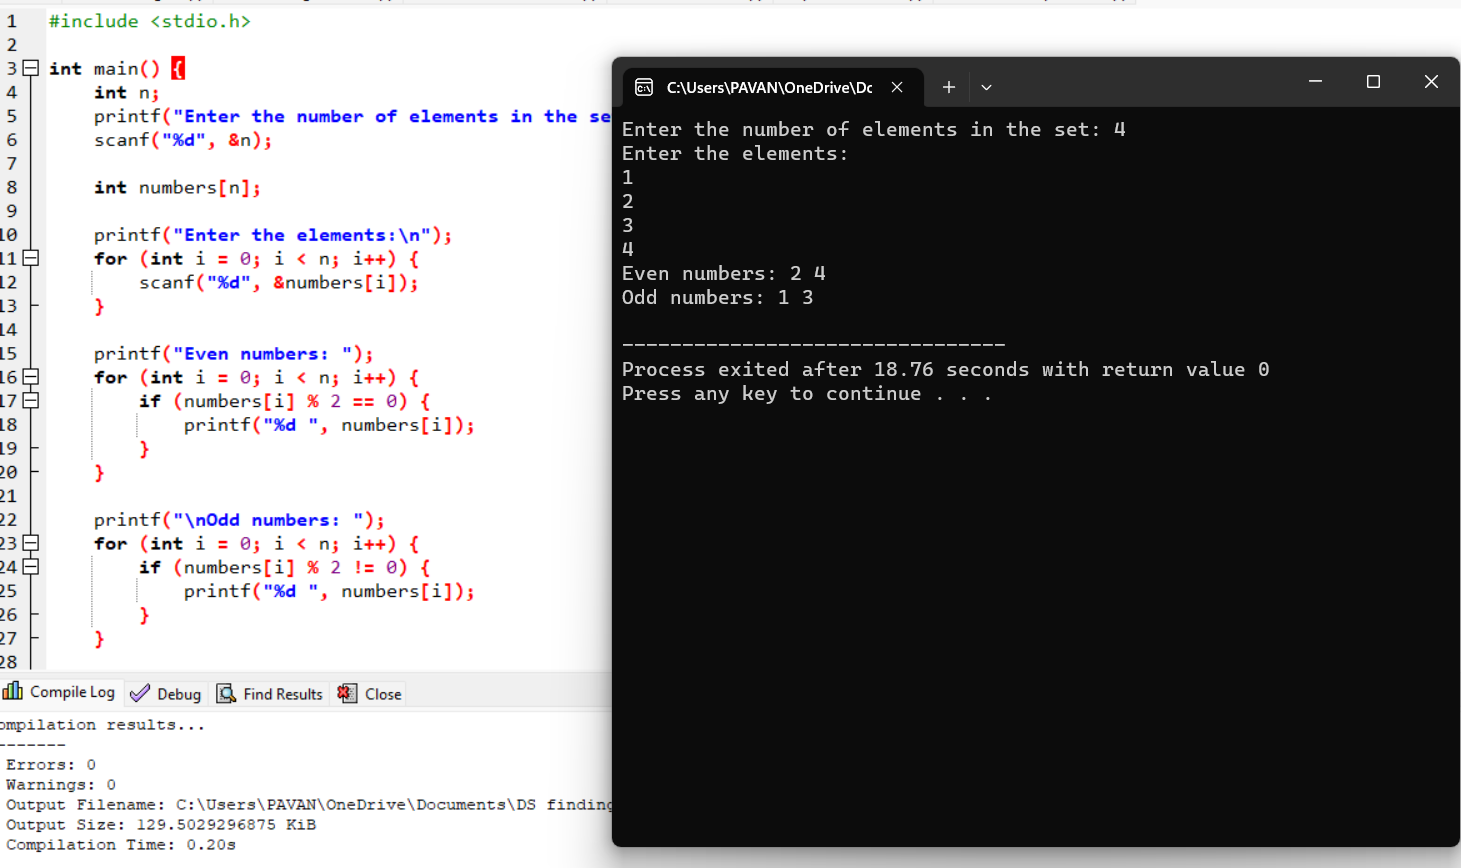 1 #include <stdio.h>
2
3 int main() {
4 int n;
5 printf("Enter the number of elements in the se
6 scanf("%d", &n);
7
8 int numbers[n];
9
10 printf("Enter the elements:\n");
11 for (int i = 0; i < n; i++) {
12 scanf("%d", &numbers[i]);
13 }
14
15 printf("Even numbers: ");
16 for (int i = 0; i < n; i++) {
17 if (numbers[i] % 2 == 0) {
18 printf("%d ", numbers[i]);
19 }
20 }
21
22 printf("\nOdd numbers: ");
23 for (int i = 0; i < n; i++) {
24 if (numbers[i] % 2 != 0) {
25 printf("%d ", numbers[i]);
26 }
27 }
28
Compile Log Debug Find Results Close
ompilation results...
-------
Errors: 0
Warnings: 0
Output Filename: C:\Users\PAVAN\OneDrive\Documents\DS finding
Output Size: 129.5029296875 KiB
Compilation Time: 0.20s
C:\Users\PAVAN\OneDrive\Dc
Enter the number of elements in the set: 4
Enter the elements:
1
2
3
4
Even numbers: 2 4
Odd numbers: 1 3
--------------------------------
Process exited after 18.76 seconds with return value 0
Press any key to continue . . .